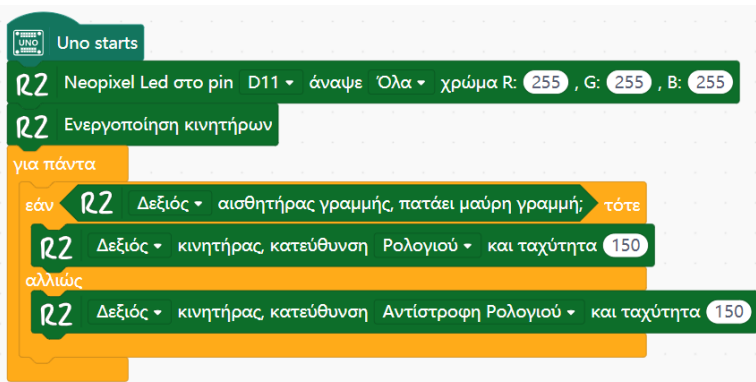 UNO Uno starts
R2 Neopixel Led στο pin D11 άναψε Όλα χρώμα R: 255 , G: 255 , B: 255
R2 Ενεργοποίηση κινητήρων
για πάντα
εάν R2 Δεξιός αισθητήρας γραμμής, πατάει μαύρη γραμμή; τότε
R2 Δεξιός κινητήρας, κατεύθυνση Ρολογιού και ταχύτητα 150
αλλιώς
R2 Δεξιός κινητήρας, κατεύθυνση Αντίστροφη Ρολογιού και ταχύτητα 150